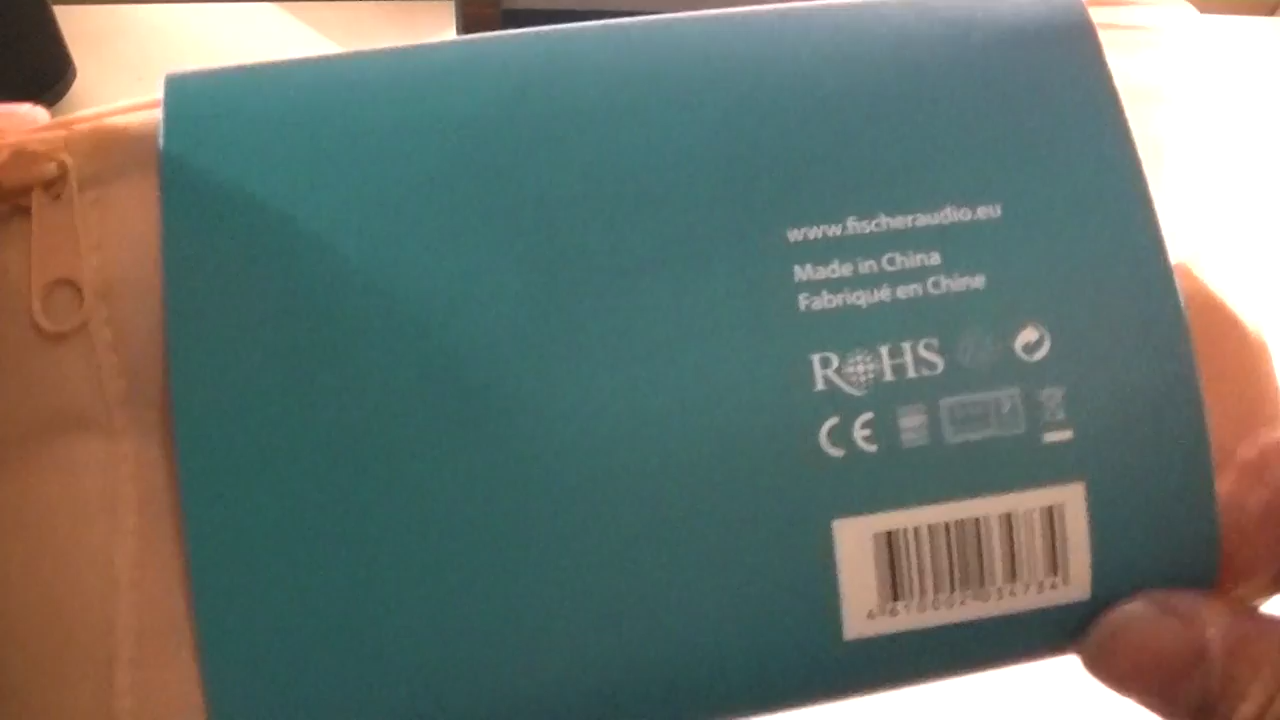 www.fischeraudio.eu
Made in China
Fabriqué en Chine
RoHS
CE